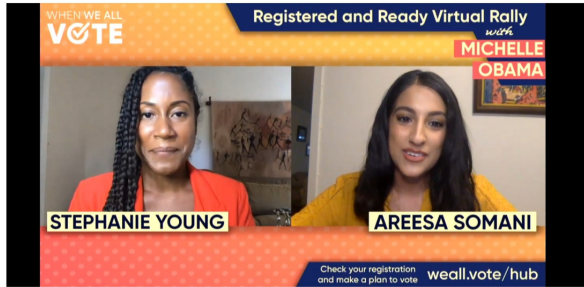 WHEN WE ALL
VOTE
Registered and Ready Virtual Rally
with
MICHELLE
OBAMA
STEPHANIE YOUNG
AREESA SOMANI
Check your registration
and make a plan to vote
weall.vote/hub